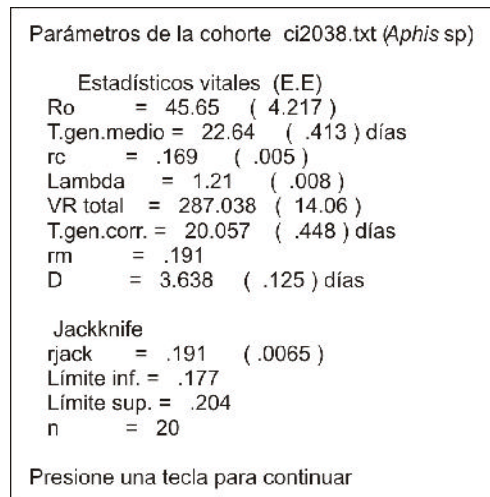 Parámetros de la cohorte ci2038.txt (Aphis sp)
Estadísticos vitales (E.E)
Ro = 45.65 ( 4.217 )
T.gen.medio = 22.64 ( .413 ) días
rc = .169 ( .005 )
Lambda = 1.21 ( .008 )
VR total = 287.038 ( 14.06 )
T.gen.corr. = 20.057 ( .448 ) días
rm = .191
D = 3.638 ( .125 ) días
Jackknife
rjack = .191 ( .0065 )
Límite inf. = .177
Límite sup. = .204
n = 20
Presione una tecla para continuar